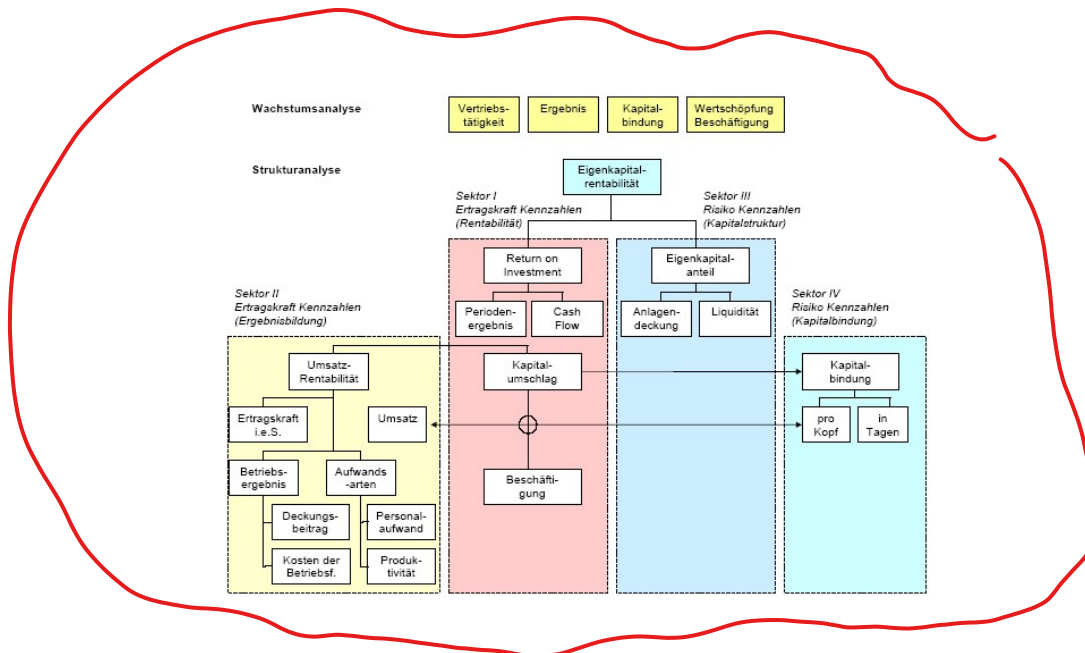 Wachstumsanalyse
Vertriebs-
tätigkeit
Ergebnis
Kapital-
bindung
Wertschöpfung
Beschäftigung
Strukturanalyse
Eigenkapital-
rentabilität
Sektor I
Ertragskraft Kennzahlen
(Rentabilität)
Sektor III
Risiko Kennzahlen
(Kapitalstruktur)
Return on
Investment
Eigenkapital-
anteil
Perioden-
ergebnis
Cash
Flow
Anlagen-
deckung
Liquidität
Sektor II
Ertragskraft Kennzahlen
(Ergebnisbildung)
Sektor IV
Risiko Kennzahlen
(Kapitalbindung)
Umsatz-
Rentabilität
Kapital-
umschlag
Kapital-
bindung
Ertragskraft
i.e.S.
Umsatz
pro
Kopf
in
Tagen
Betriebs-
ergebnis
Aufwands
-arten
Beschäfti-
gung
Deckungs-
beitrag
Personal-
aufwand
Kosten der
Betriebsf.
Produk-
tivität